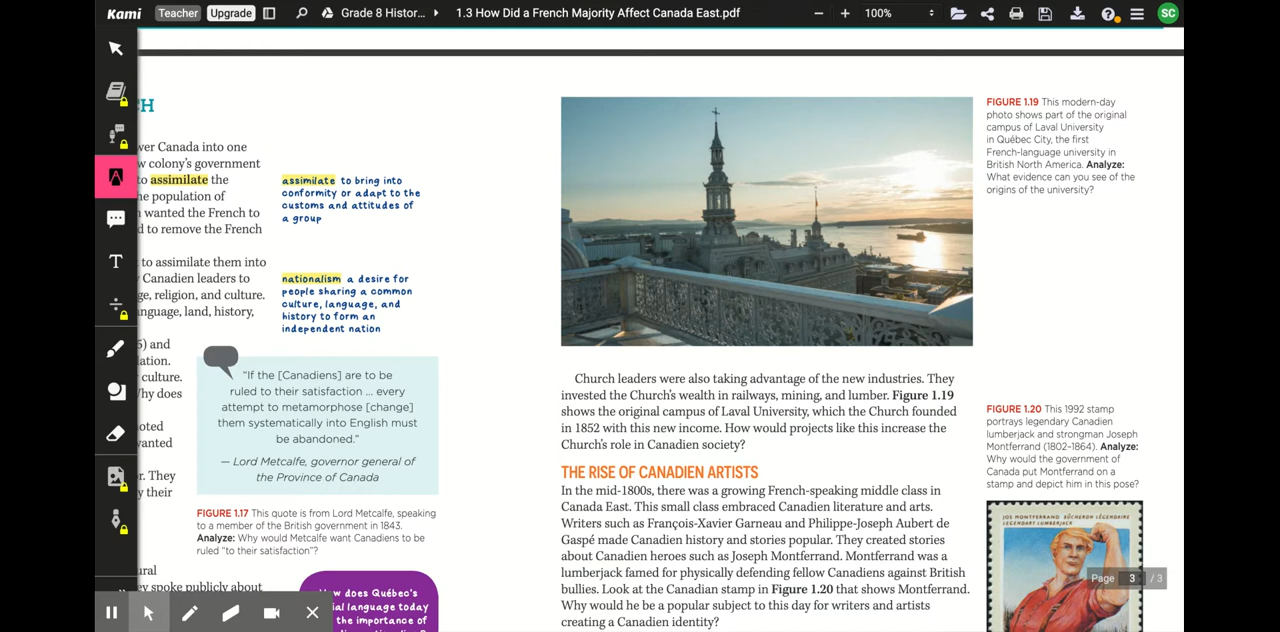 Kami Teacher Upgrade Grade 8 Histor... 1.3 How Did a French Majority Affect Canada East.pdf 100% SC
H
wer Canada into one
w colony's government
to assimilate the
he population of
n wanted the French to
d to remove the French
to assimilate them into
Canadien leaders to
ge, religion, and culture.
nguage, land, history,
5) and
lation.
culture.
Why does
noted
wanted
r. They
y their
ural
ey spoke publicly about
assimilate to bring into
conformity or adapt to the
customs and attitudes of
a group
nationalism a desire for
people sharing a common
culture, language, and
history to form an
independent nation
"If the [Canadiens] are to be
ruled to their satisfaction ... every
attempt to metamorphose [change]
them systematically into English must
be abandoned."
— Lord Metcalfe, governor general of
the Province of Canada
FIGURE 1.17 This quote is from Lord Metcalfe, speaking
to a member of the British government in 1843.
Analyze: Why would Metcalfe want Canadiens to be
ruled "to their satisfaction"?
w does Québec's
ial language today
the importance of
FIGURE 1.19 This modern-day
photo shows part of the original
campus of Laval University
in Québec City, the first
French-language university in
British North America. Analyze:
What evidence can you see of the
origins of the university?
Church leaders were also taking advantage of the new industries. They
invested the Church's wealth in railways, mining, and lumber. Figure 1.19
shows the original campus of Laval University, which the Church founded
in 1852 with this new income. How would projects like this increase the
Church's role in Canadien society?
THE RISE OF CANADIEN ARTISTS
In the mid-1800s, there was a growing French-speaking middle class in
Canada East. This small class embraced Canadien literature and arts.
Writers such as François-Xavier Garneau and Philippe-Joseph Aubert de
Gaspé made Canadien history and stories popular. They created stories
about Canadien heroes such as Joseph Montferrand. Montferrand was a
lumberjack famed for physically defending fellow Canadiens against British
bullies. Look at the Canadian stamp in Figure 1.20 that shows Montferrand.
Why would he be a popular subject to this day for writers and artists
creating a Canadien identity?
FIGURE 1.20 This 1992 stamp
portrays legendary Canadien
lumberjack and strongman Joseph
Montferrand (1802–1864). Analyze:
Why would the government of
Canada put Montferrand on a
stamp and depict him in this pose?
JOS MONTFERRAND BÛCHERON LÉGENDAIRE
LEGENDARY LUMBERJACK
Page 3 / 3